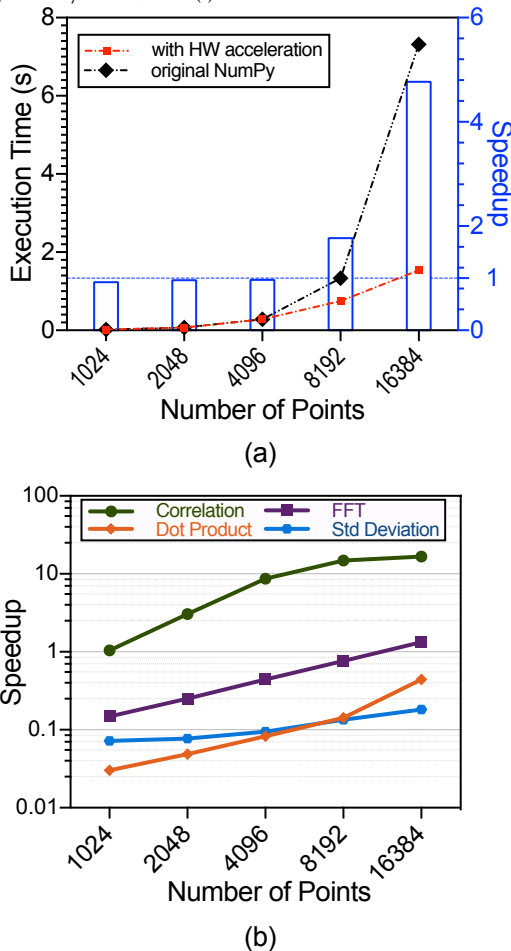 8
6
with HW acceleration
original NumPy
6
4
4
2
2
1
0
0
Execution Time (s)
Speedup
1024
2048
4096
8192
16384
Number of Points
(a)
100
Correlation
FFT
Dot Product
Std Deviation
10
1
0.1
0.01
Speedup
1024
2048
4096
8192
16384
Number of Points
(b)